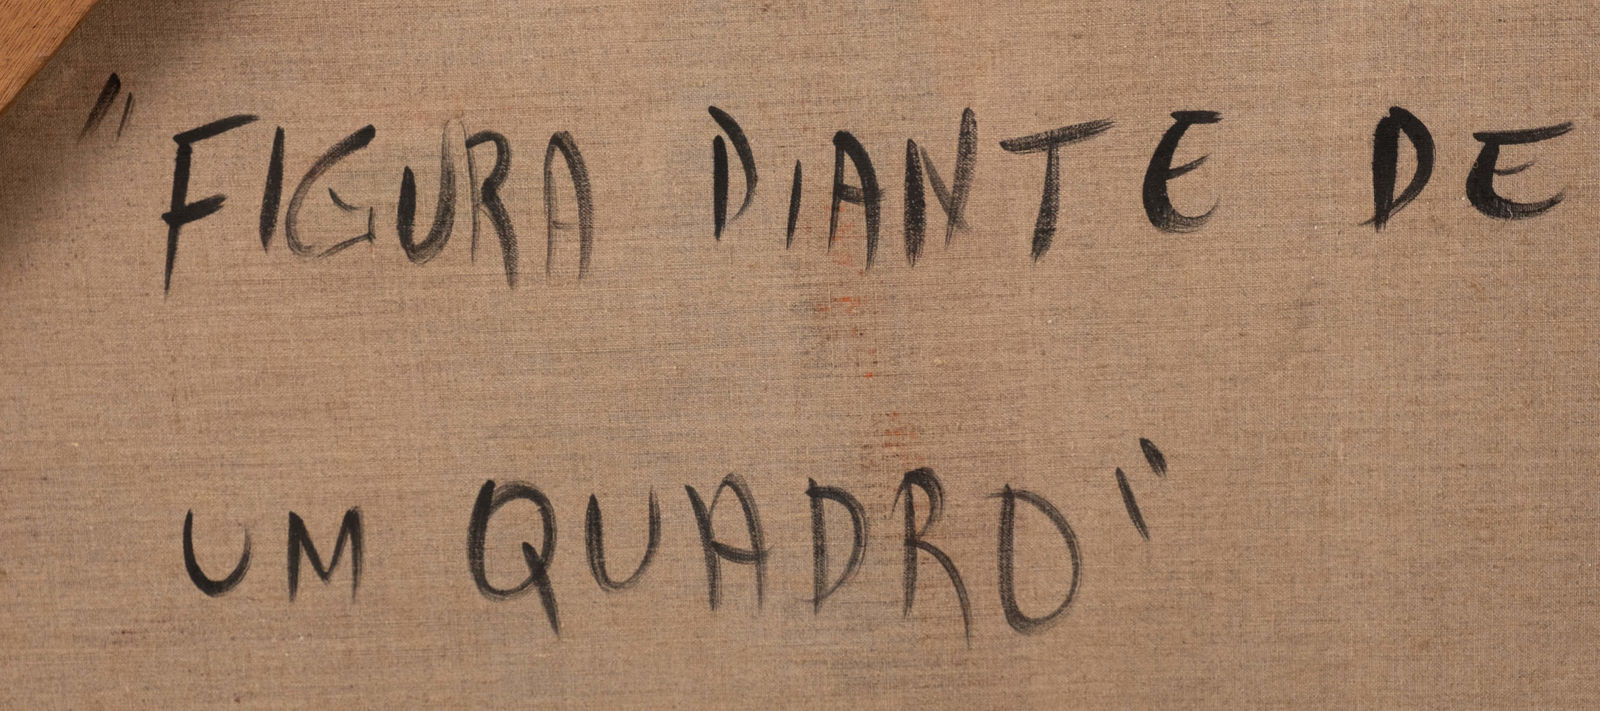 "FIGURA DIANTE DE
UM QUADRO"